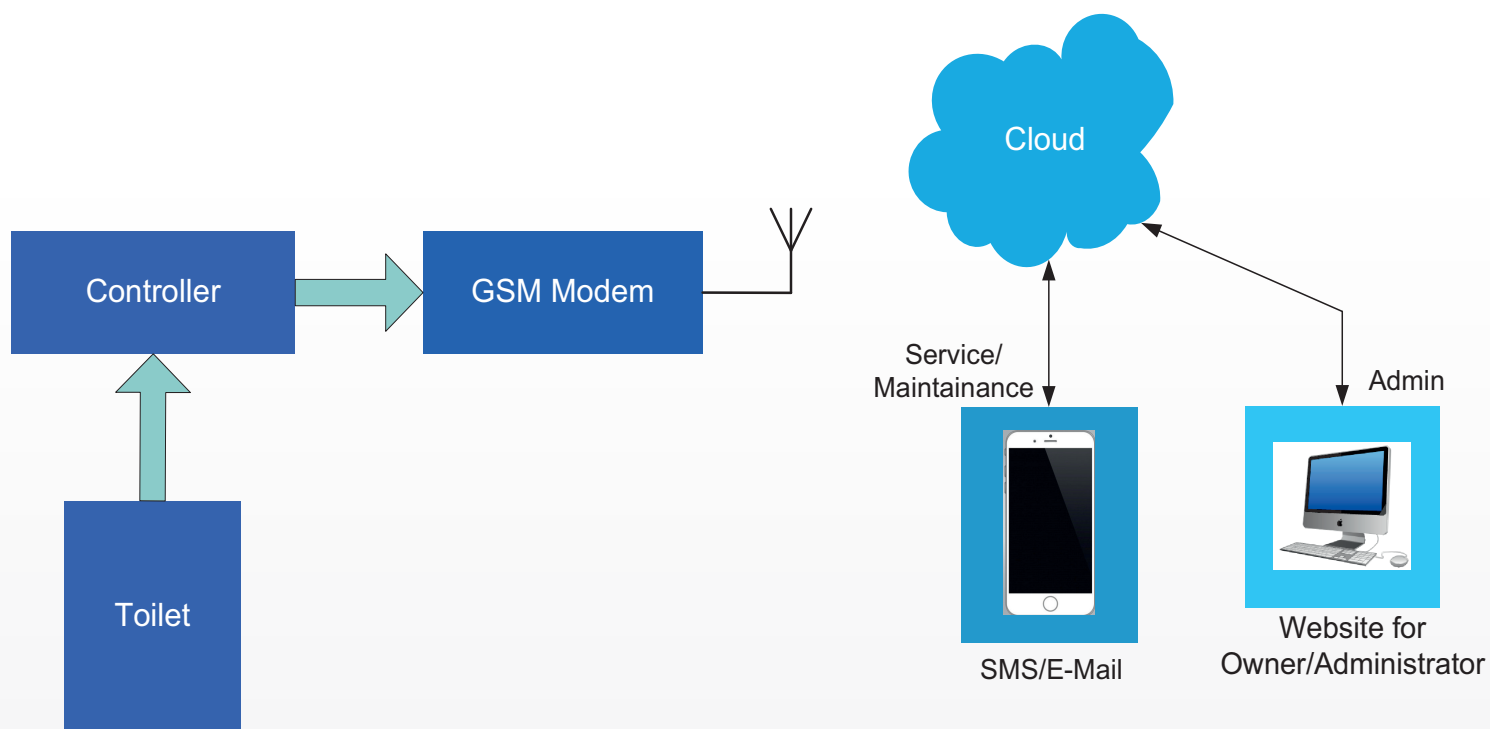 Cloud
Controller
GSM Modem
Service/
Maintainance
Admin
Toilet
SMS/E-Mail
Website for
Owner/Administrator